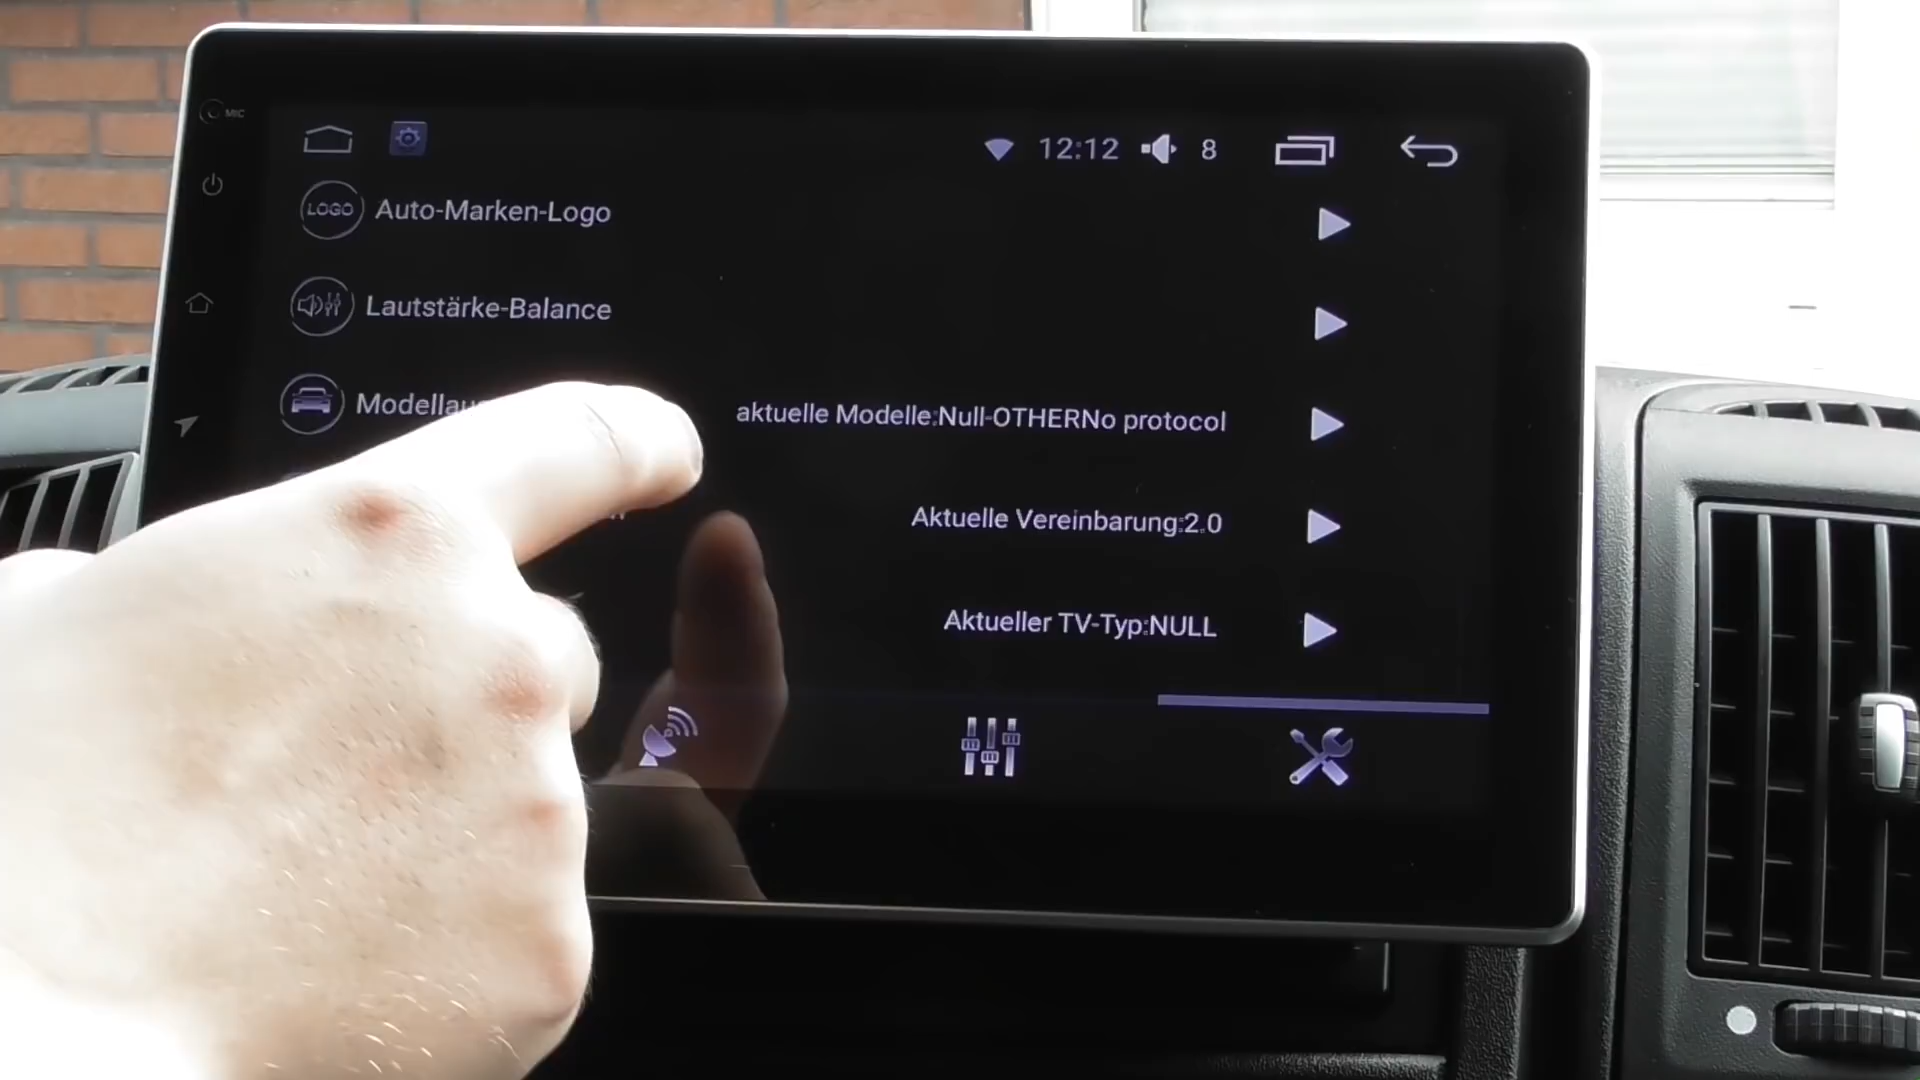 MIC
12:12
8
LOGO
Auto-Marken-Logo
Lautstärke-Balance
aktuelle Modelle:Null-OTHERNo protocol
Aktuelle Vereinbarung:2.0
Aktueller TV-Typ:NULL